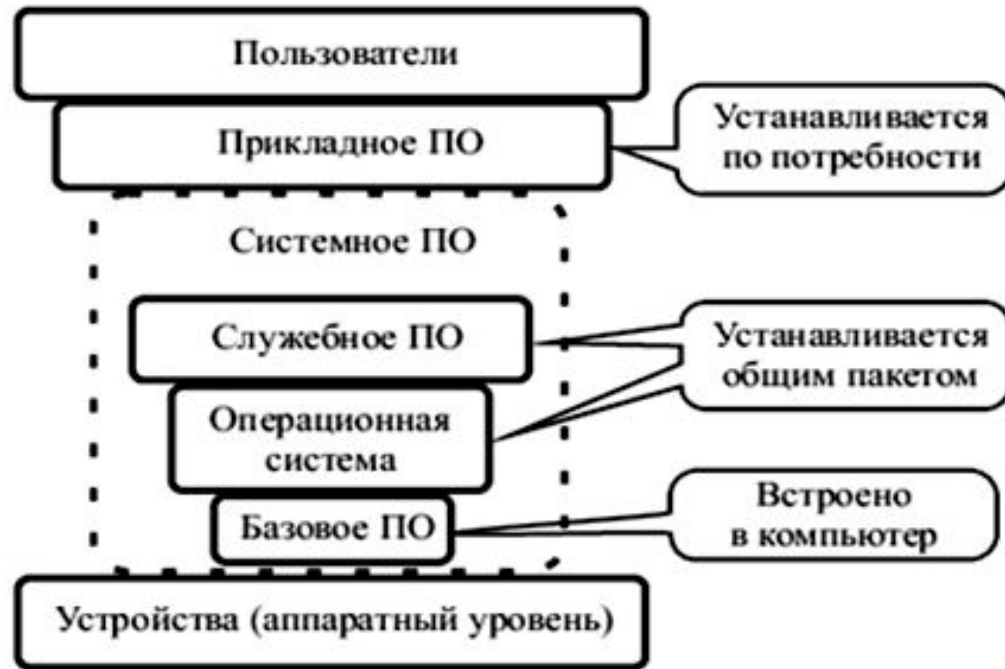 Пользователи
Прикладное ПО
Устанавливается
по потребности
Системное ПО
Служебное ПО
Устанавливается
общим пакетом
Операционная
система
Базовое ПО
Встроено
в компьютер
Устройства (аппаратный уровень)